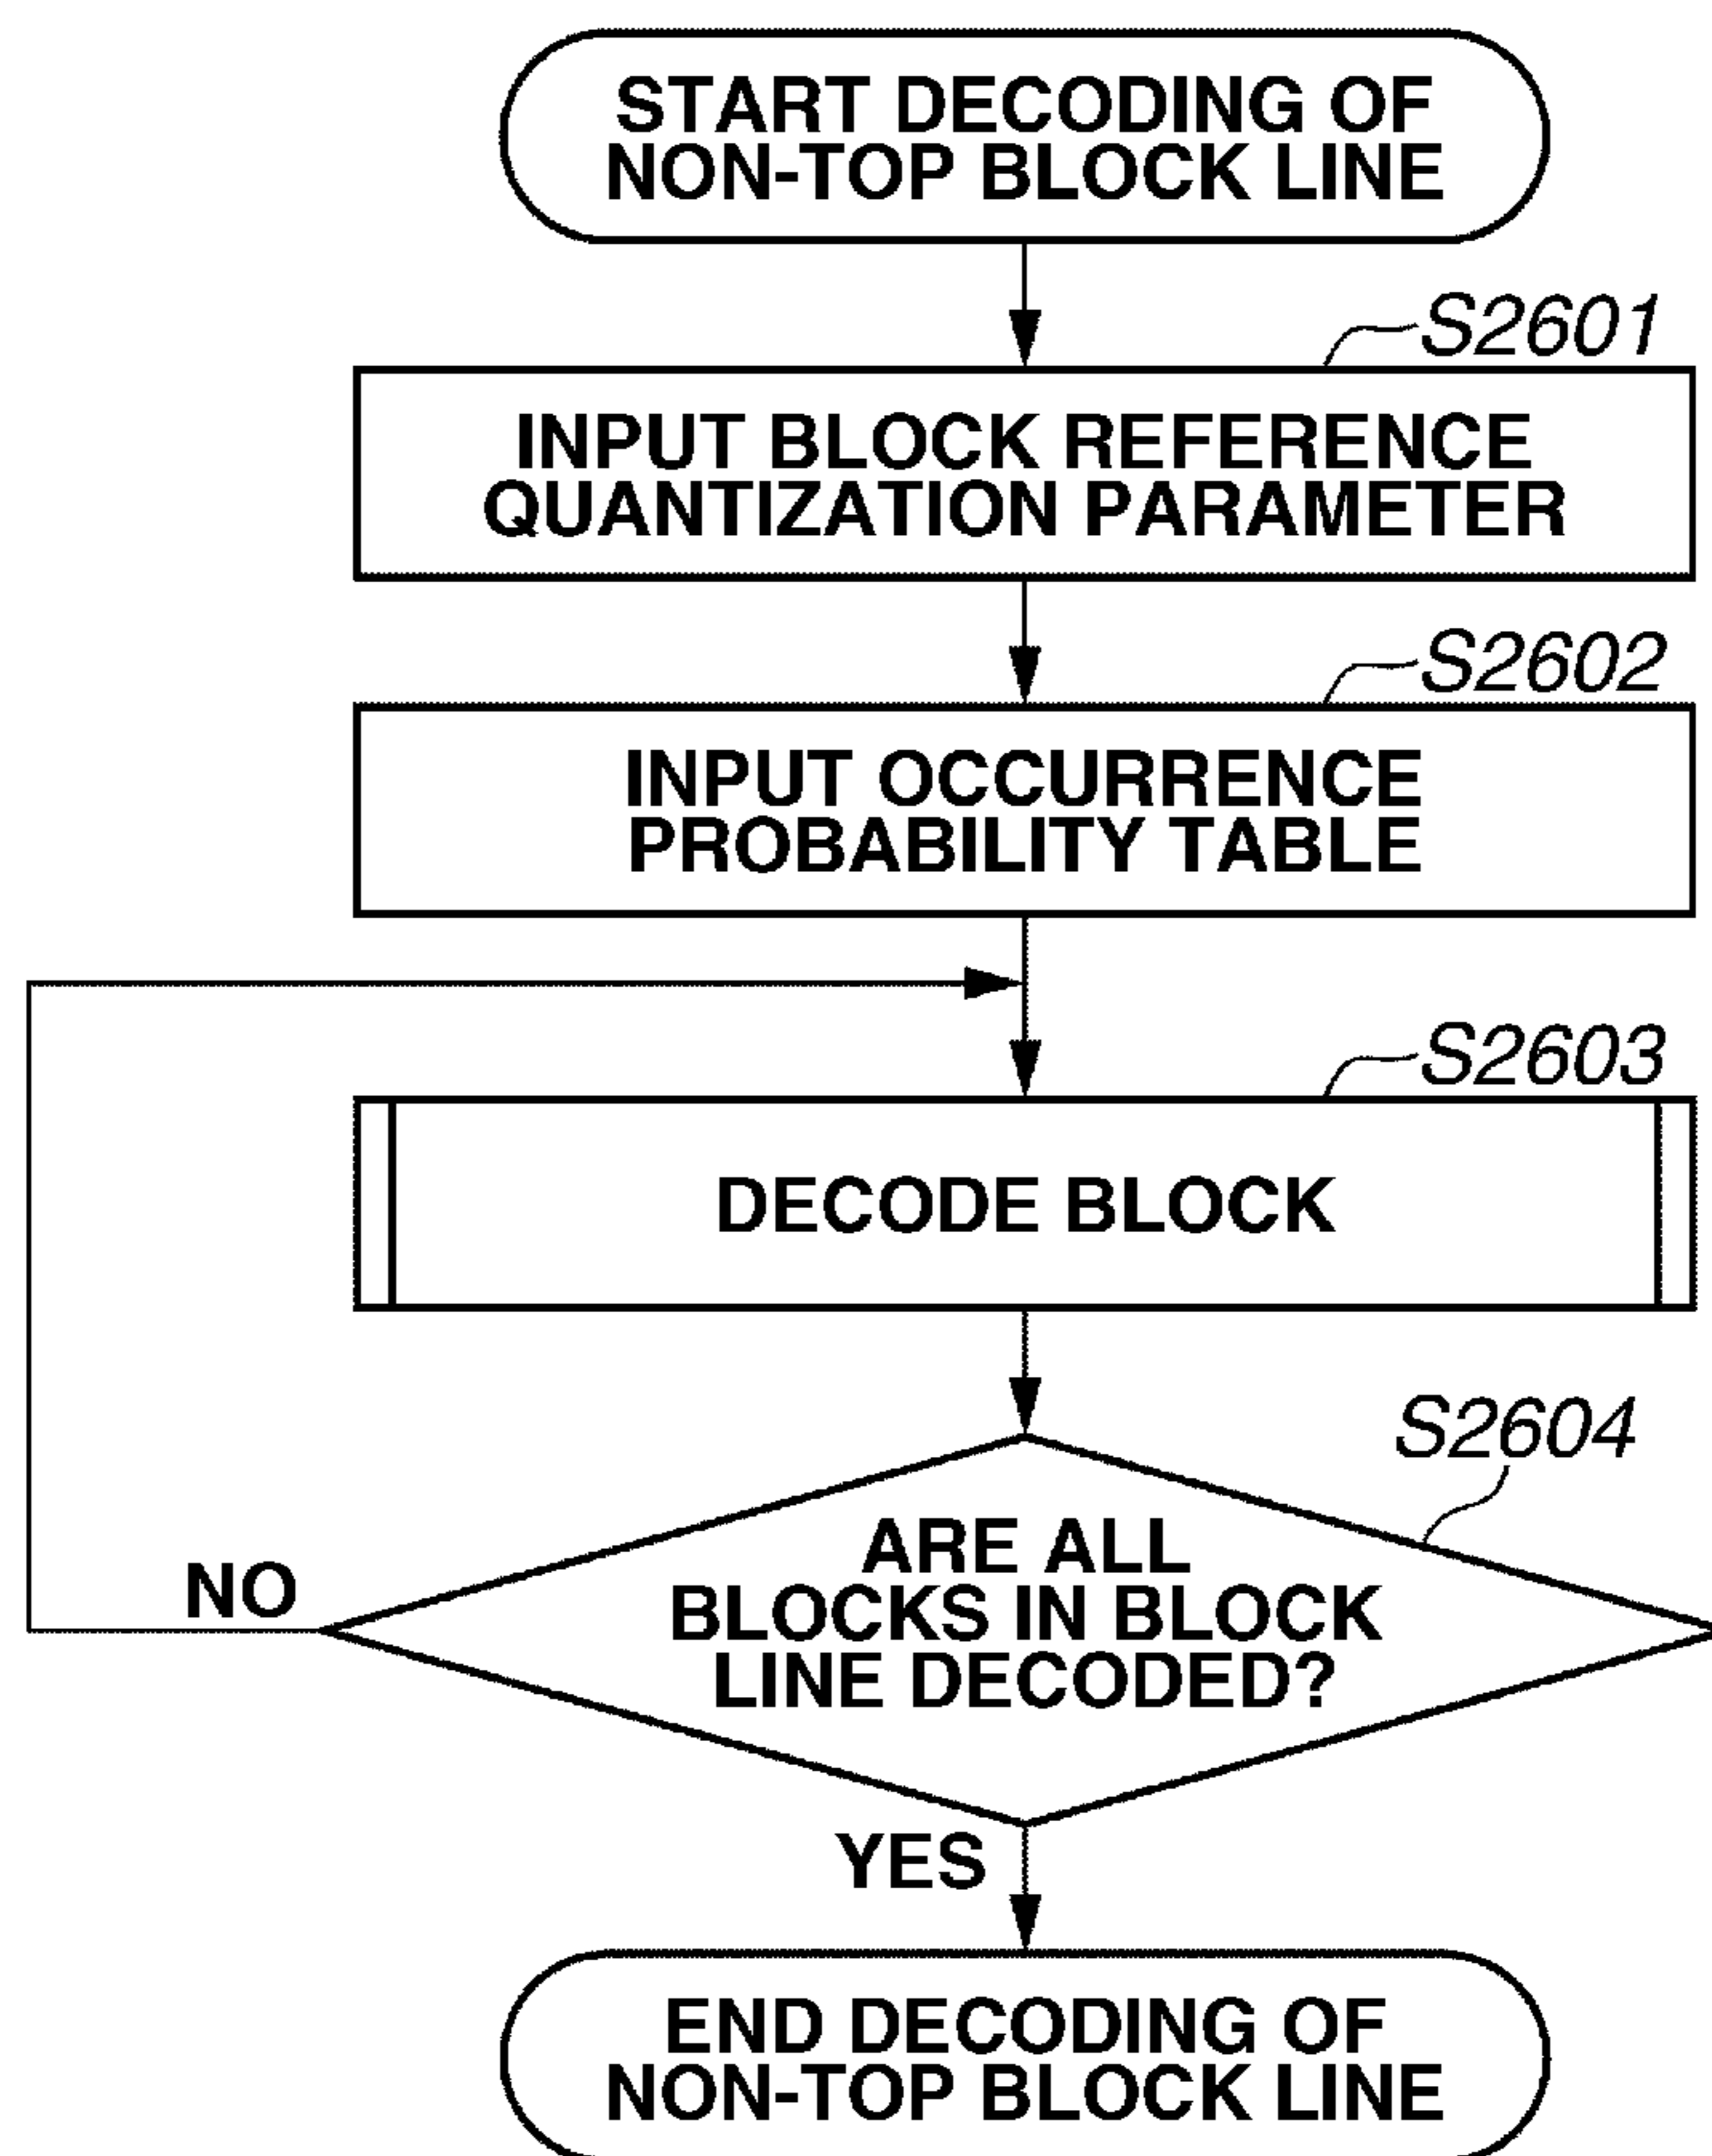 START DECODING OF
NON-TOP BLOCK LINE
S2601
INPUT BLOCK REFERENCE
QUANTIZATION PARAMETER
S2602
INPUT OCCURRENCE
PROBABILITY TABLE
S2603
DECODE BLOCK
S2604
ARE ALL
BLOCKS IN BLOCK
LINE DECODED?
NO
YES
END DECODING OF
NON-TOP BLOCK LINE